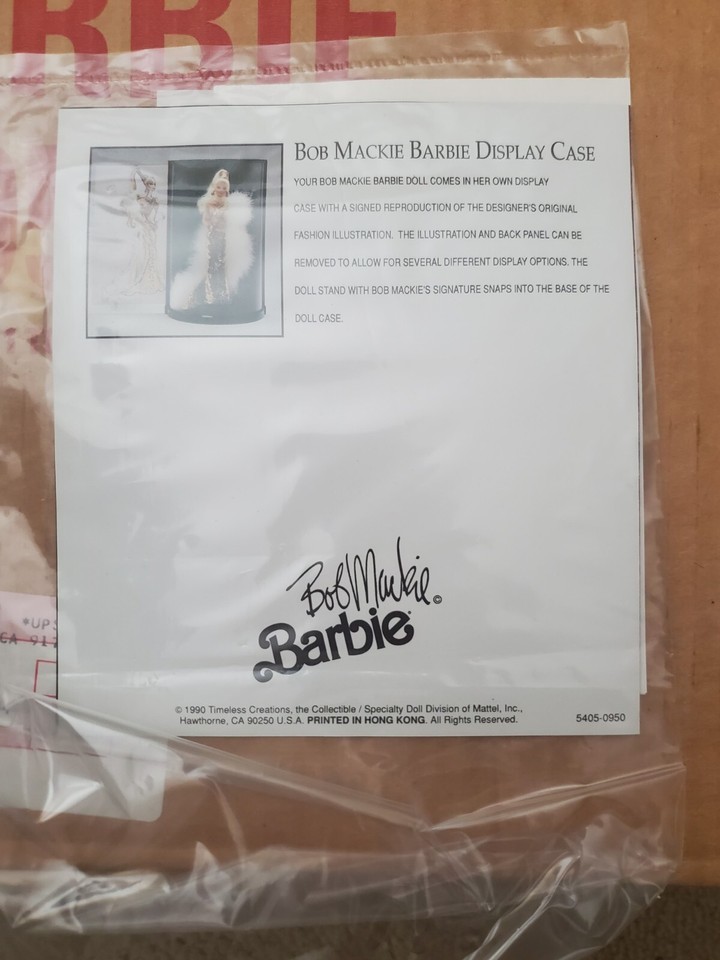 RBIE
BOB MACKIE BARBIE DISPLAY CASE
YOUR BOB MACKIE BARBIE DOLL COMES IN HER OWN DISPLAY
CASE WITH A SIGNED REPRODUCTION OF THE DESIGNER'S ORIGINAL
FASHION ILLUSTRATION. THE ILLUSTRATION AND BACK PANEL CAN BE
REMOVED TO ALLOW FOR SEVERAL DIFFERENT DISPLAY OPTIONS. THE
DOLL STAND WITH BOB MACKIE'S SIGNATURE SNAPS INTO THE BASE OF THE
DOLL CASE.
Bob Mackie©
Barbie®
*UPS
CA 917
© 1990 Timeless Creations, the Collectible / Specialty Doll Division of Mattel, Inc.,
Hawthorne, CA 90250 U.S.A. PRINTED IN HONG KONG. All Rights Reserved.
5405-0950